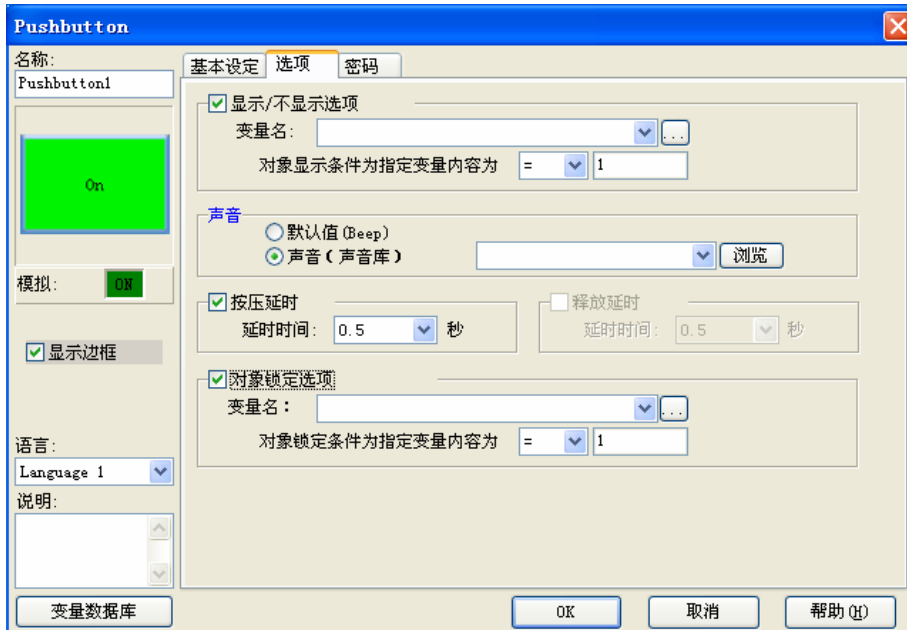 Pushbutton
名称:
Pushbutton1
On
模拟: ON
显示边框
语言:
Language 1
说明:
变量数据库
基本设定 选项 密码
显示/不显示选项
变量名: ...
对象显示条件为指定变量内容为 = 1
声音
默认值(Beep)
声音(声音库) 浏览
按压延时
延时时间: 0.5 秒
释放延时
延时时间: 0.5 秒
对象锁定选项
变量名: ...
对象锁定条件为指定变量内容为 = 1
OK 取消 帮助(H)